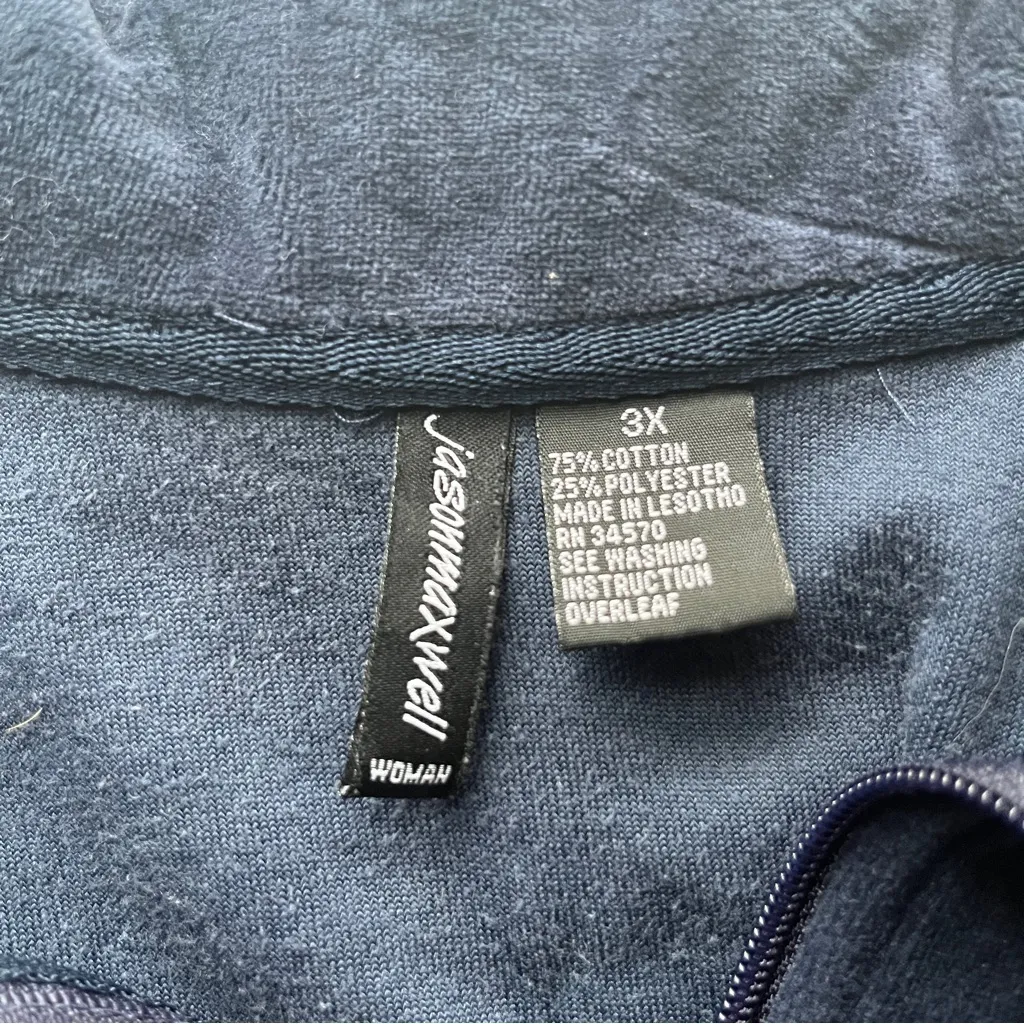 jasonmaxwell
WOMAN
3X
75% COTTON
25% POLYESTER
MADE IN LESOTHO
RN 34570
SEE WASHING
INSTRUCTION
OVERLEAF